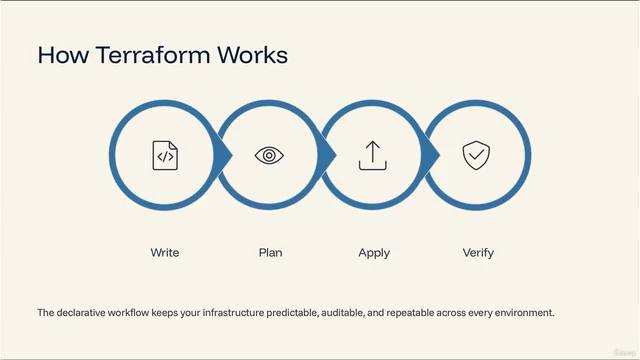 How Terraform Works
Write
Plan
Apply
Verify
The declarative workflow keeps your infrastructure predictable, auditable, and repeatable across every environment.